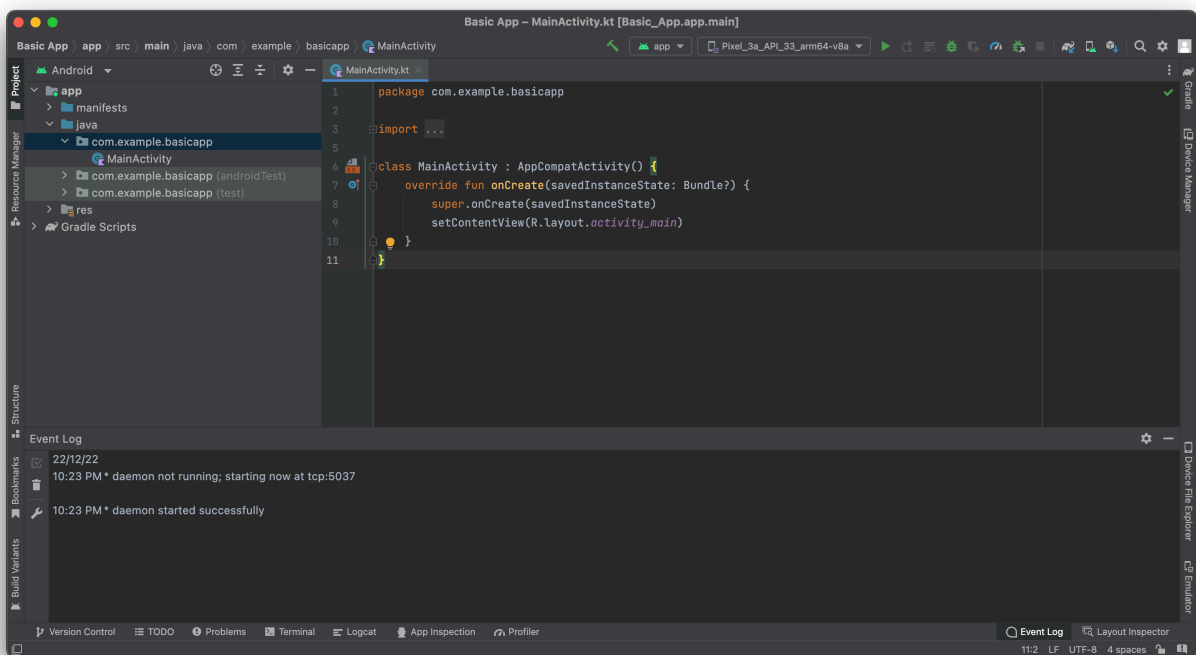 Basic App – MainActivity.kt [Basic_App.app.main]
Basic App app src main java com example basicapp MainActivity
app
Pixel_3a_API_33_arm64-v8a
Project
Resource Manager
Structure
Bookmarks
Build Variants
Android
app
manifests
java
com.example.basicapp
MainActivity
com.example.basicapp (androidTest)
com.example.basicapp (test)
res
Gradle Scripts
MainActivity.kt
1 package com.example.basicapp
2
3 import ...
5
6 class MainActivity : AppCompatActivity() {
7 override fun onCreate(savedInstanceState: Bundle?) {
8 super.onCreate(savedInstanceState)
9 setContentView(R.layout.activity_main)
10 }
11 }
Gradle
Device Manager
Device File Explorer
Emulator
Event Log
22/12/22
10:23 PM * daemon not running; starting now at tcp:5037
10:23 PM * daemon started successfully
Version Control TODO Problems Terminal Logcat App Inspection Profiler Event Log Layout Inspector
11:2 LF UTF-8 4 spaces